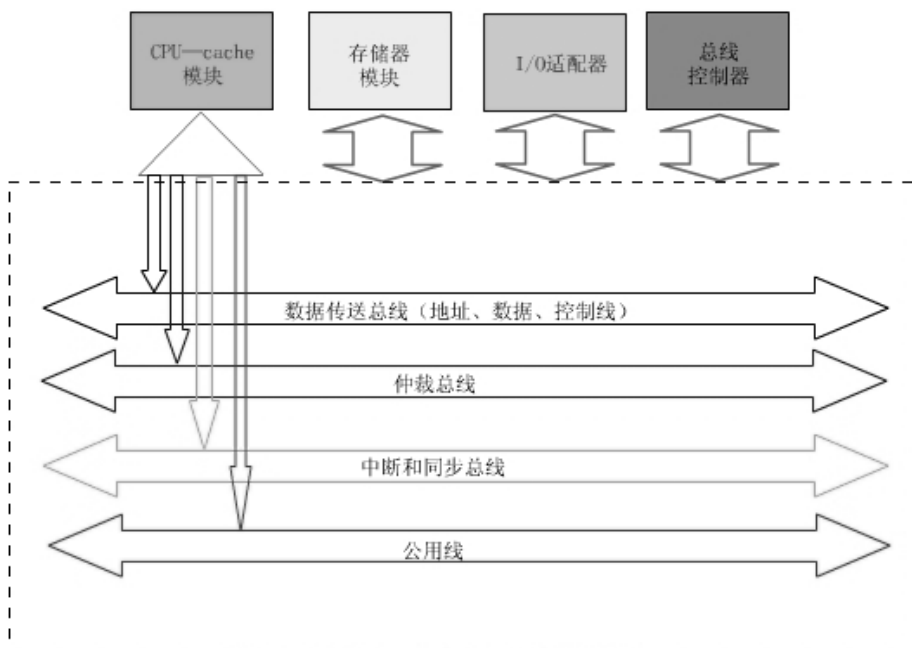 CPU—cache
模块
存储器
模块
I/O适配器
总线
控制器
数据传送总线（地址、数据、控制线）
仲裁总线
中断和同步总线
公用线